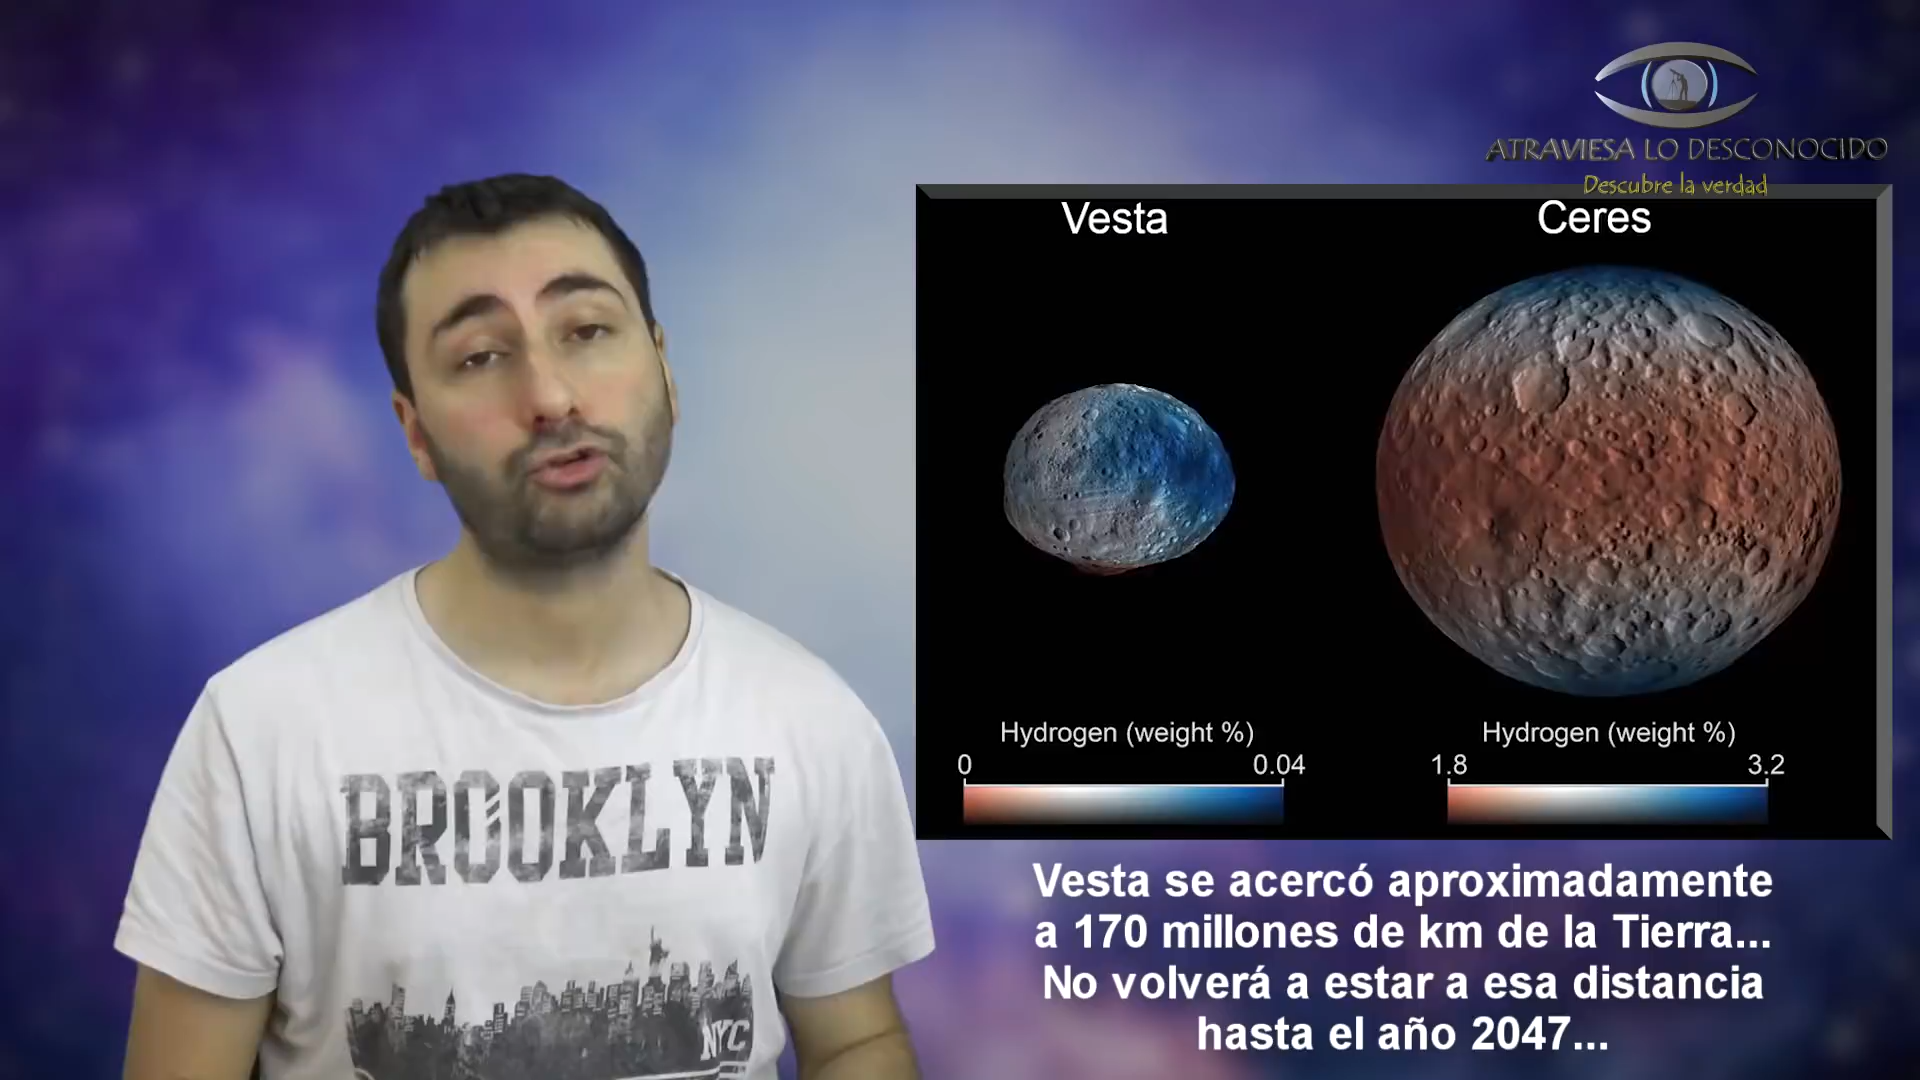 ATRAVIESA LO DESCONOCIDO
Descubre la verdad
Vesta
Ceres
Hydrogen (weight %)
0
0.04
Hydrogen (weight %)
1.8
3.2
BROOKLYN
NYC
Vesta se acercó aproximadamente
a 170 millones de km de la Tierra...
No volverá a estar a esa distancia
hasta el año 2047...